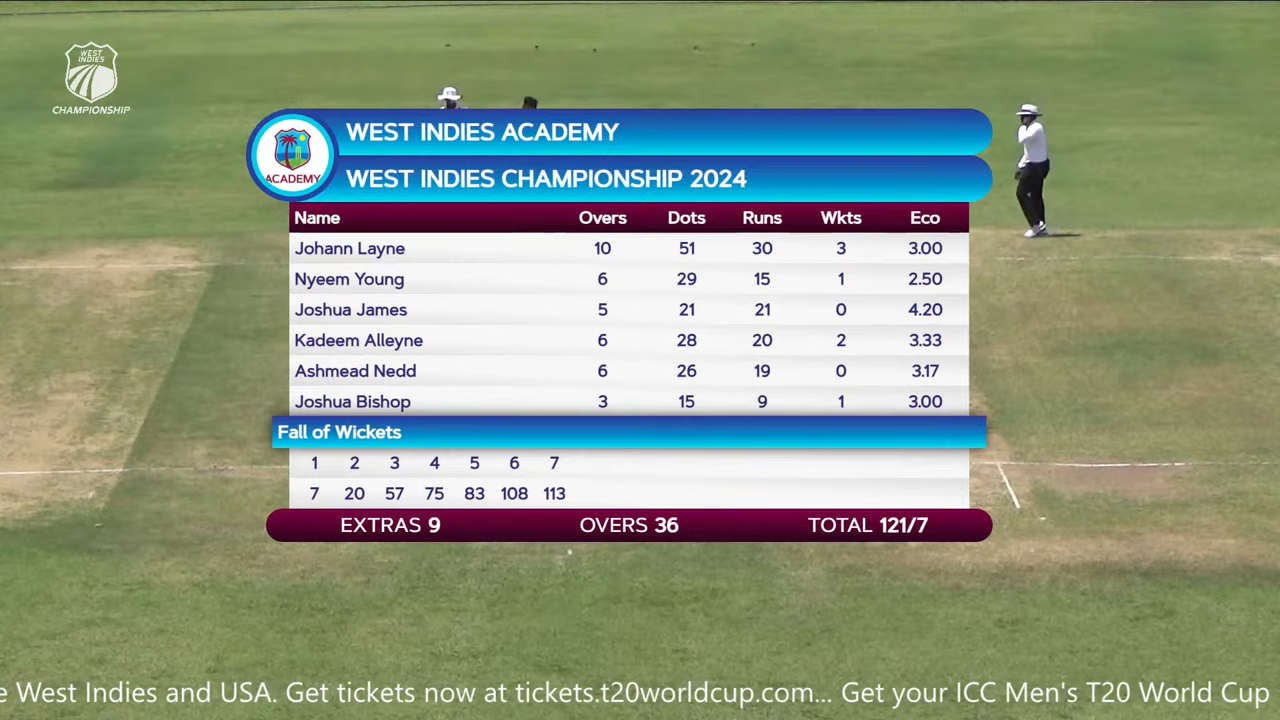 WEST
INDIES
CHAMPIONSHIP
ACADEMY
WEST INDIES ACADEMY
WEST INDIES CHAMPIONSHIP 2024
Name Overs Dots Runs Wkts Eco
Johann Layne 10 51 30 3 3.00
Nyeem Young 6 29 15 1 2.50
Joshua James 5 21 21 0 4.20
Kadeem Alleyne 6 28 20 2 3.33
Ashmead Nedd 6 26 19 0 3.17
Joshua Bishop 3 15 9 1 3.00
Fall of Wickets
1 2 3 4 5 6 7
7 20 57 75 83 108 113
EXTRAS 9 OVERS 36 TOTAL 121/7
e West Indies and USA. Get tickets now at tickets.t20worldcup.com... Get your ICC Men's T20 World Cup